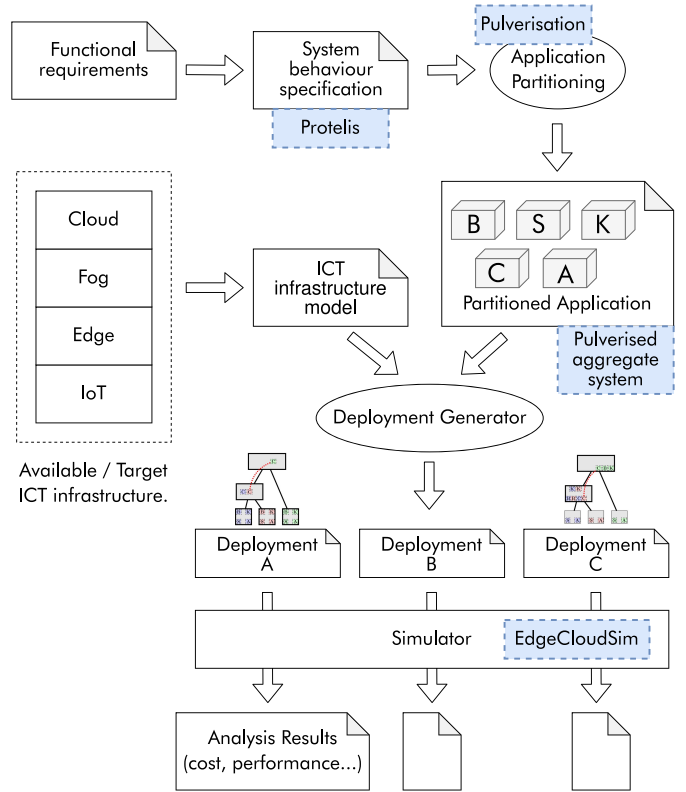 Functional
requirements
System
behaviour
specification
Protelis
Pulverisation
Application
Partitioning
Cloud
Fog
Edge
IoT
Available / Target
ICT infrastructure.
ICT
infrastructure
model
B S K
C A
Partitioned Application
Pulverised
aggregate
system
Deployment Generator
Deployment
A
Deployment
B
Deployment
C
Simulator
EdgeCloudSim
Analysis Results
(cost, performance...)